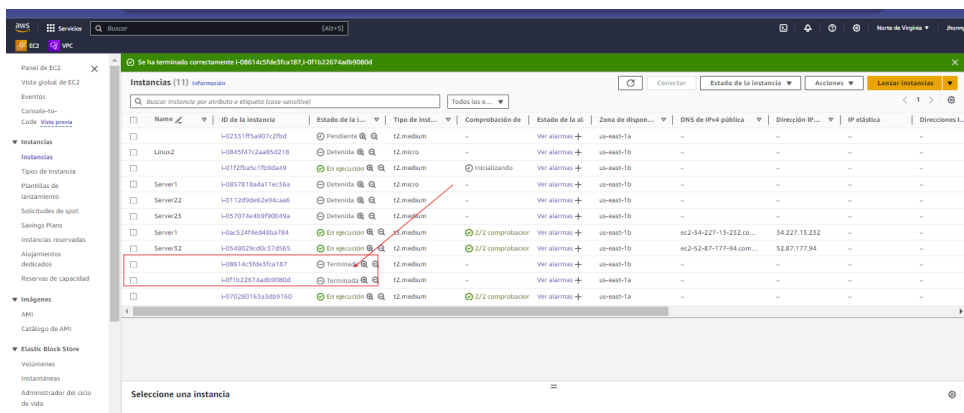 aws Servicios Buscar [Alt+S] Norte de Virginia Jhonny
EC2 VPC
Panel de EC2
Vista global de EC2
Eventos
Console-to-
Code Vista previa
Instancias
Instancias
Tipos de instancia
Plantillas de
lanzamiento
Solicitudes de spot
Savings Plans
Instancias reservadas
Alojamientos
dedicados
Reservas de capacidad
Imágenes
AMI
Catálogo de AMI
Elastic Block Store
Volúmenes
Instantáneas
Administrador del ciclo
de vida
Se ha terminado correctamente i-08614c5fde3fca187,i-0f1b22674adb9080d
Instancias (11) Información Conectar Estado de la instancia Acciones Lanzar instancias
Buscar Instancia por atributo o etiqueta (case-sensitive) Todos los e... 1
Name ID de la instancia Estado de la i... Tipo de inst... Comprobación de Estado de la al Zona de dispon... DNS de IPv4 pública Dirección IP... IP elástica Direcciones I...
i-02331ff5a907c2fbd Pendiente t2.medium – Ver alarmas + us-east-1a – – – –
Linux2 i-0845f47c2aa85d218 Detenida t2.micro – Ver alarmas + us-east-1b – – – –
i-01f2fba5c1fb9da49 En ejecución t2.medium Inicializando Ver alarmas + us-east-1b – – – –
Server1 i-0857818a4a11ec36a Detenida t2.micro – Ver alarmas + us-east-1b – – – –
Server22 i-0112d9de62e94caa6 Detenida t2.medium – Ver alarmas + us-east-1b – – – –
Server23 i-057074e4b9f90049a Detenida t2.medium – Ver alarmas + us-east-1b – – – –
Server1 i-0ac524f4ed48ba784 En ejecución t3.medium 2/2 comprobacior Ver alarmas + us-east-1b ec2-34-227-13-232.co... 34.227.13.232 – –
Server32 i-0548029cd0c37d565 En ejecución t2.medium 2/2 comprobacior Ver alarmas + us-east-1b ec2-52-87-177-94.com... 52.87.177.94 – –
i-08614c5fde3fca187 Terminada t2.medium – Ver alarmas + us-east-1b – – – –
i-0f1b22674adb9080d Terminada t2.medium – Ver alarmas + us-east-1a – – – –
i-070280163a3db9160 En ejecución t2.medium 2/2 comprobacior Ver alarmas + us-east-1a – – – –
Seleccione una instancia